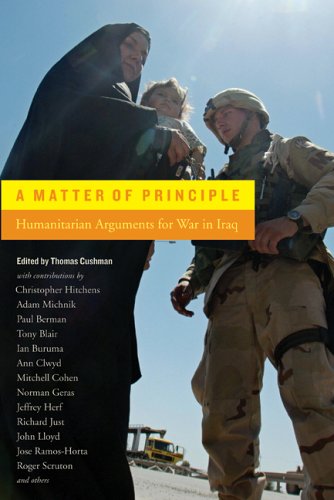 A MATTER OF PRINCIPLE
Humanitarian Arguments for War in Iraq
Edited by Thomas Cushman
with contributions by
Christopher Hitchens
Adam Michnik
Paul Berman
Tony Blair
Ian Buruma
Ann Clwyd
Mitchell Cohen
Norman Geras
Jeffrey Herf
Richard Just
John Lloyd
Jose Ramos-Horta
Roger Scruton
and others